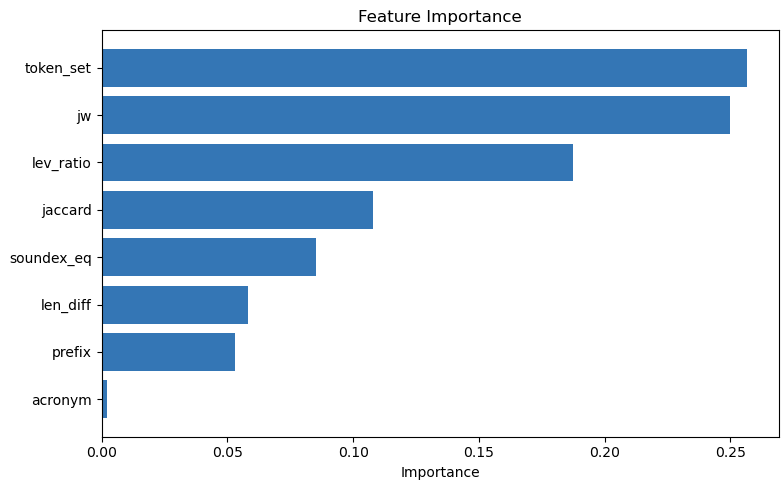 Feature Importance
token_set
jw
lev_ratio
jaccard
soundex_eq
len_diff
prefix
acronym
0.00 0.05 0.10 0.15 0.20 0.25
Importance